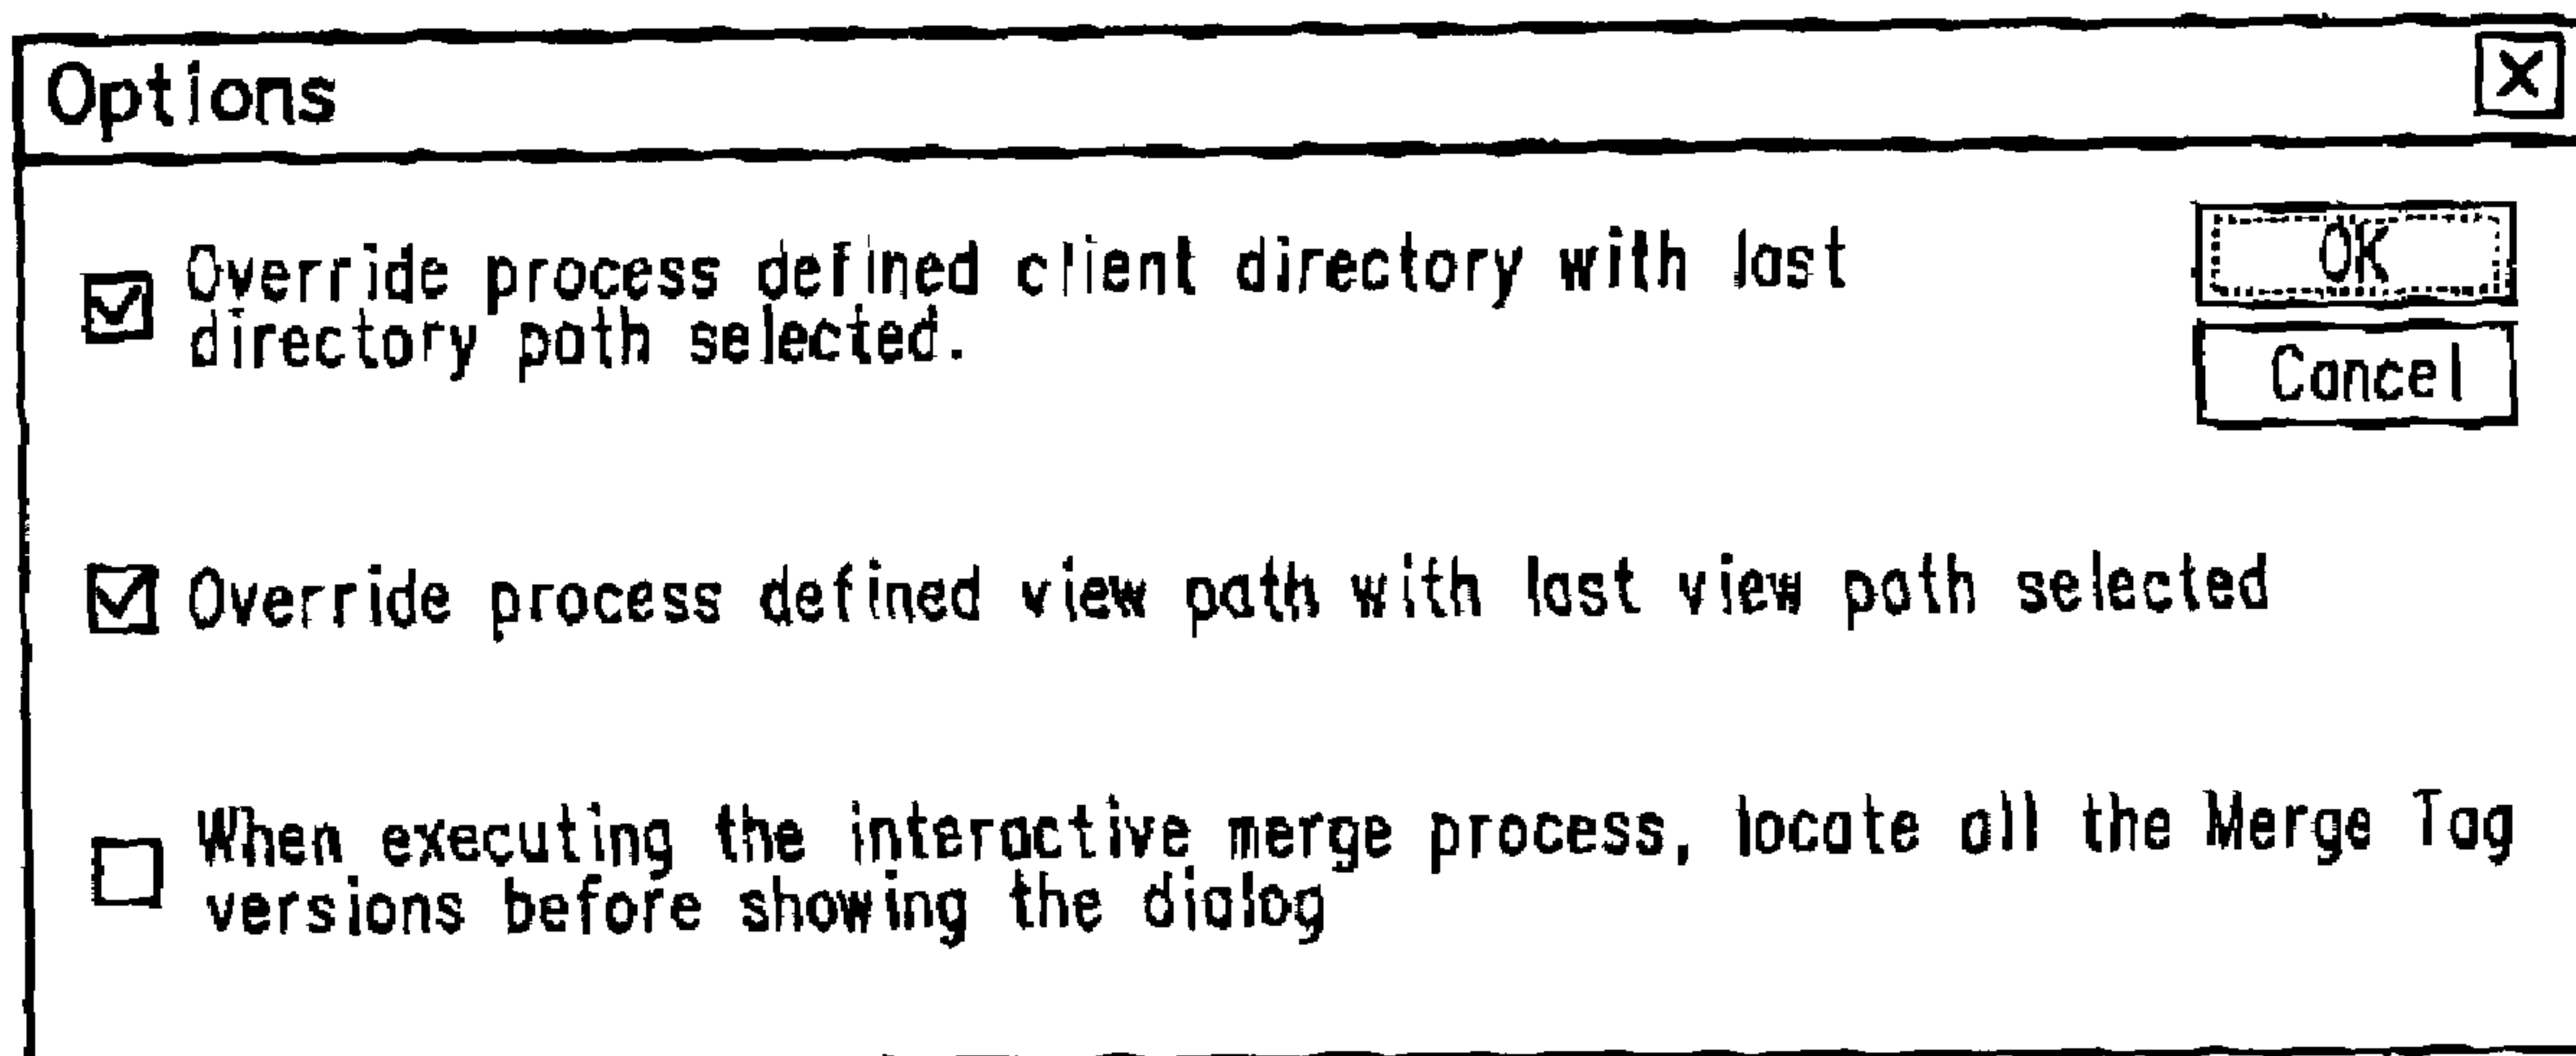 Options
Override process defined client directory with last
directory path selected.
OK
Cancel
Override process defined view path with last view path selected
When executing the interactive merge process, locate all the Merge Tag
versions before showing the dialog